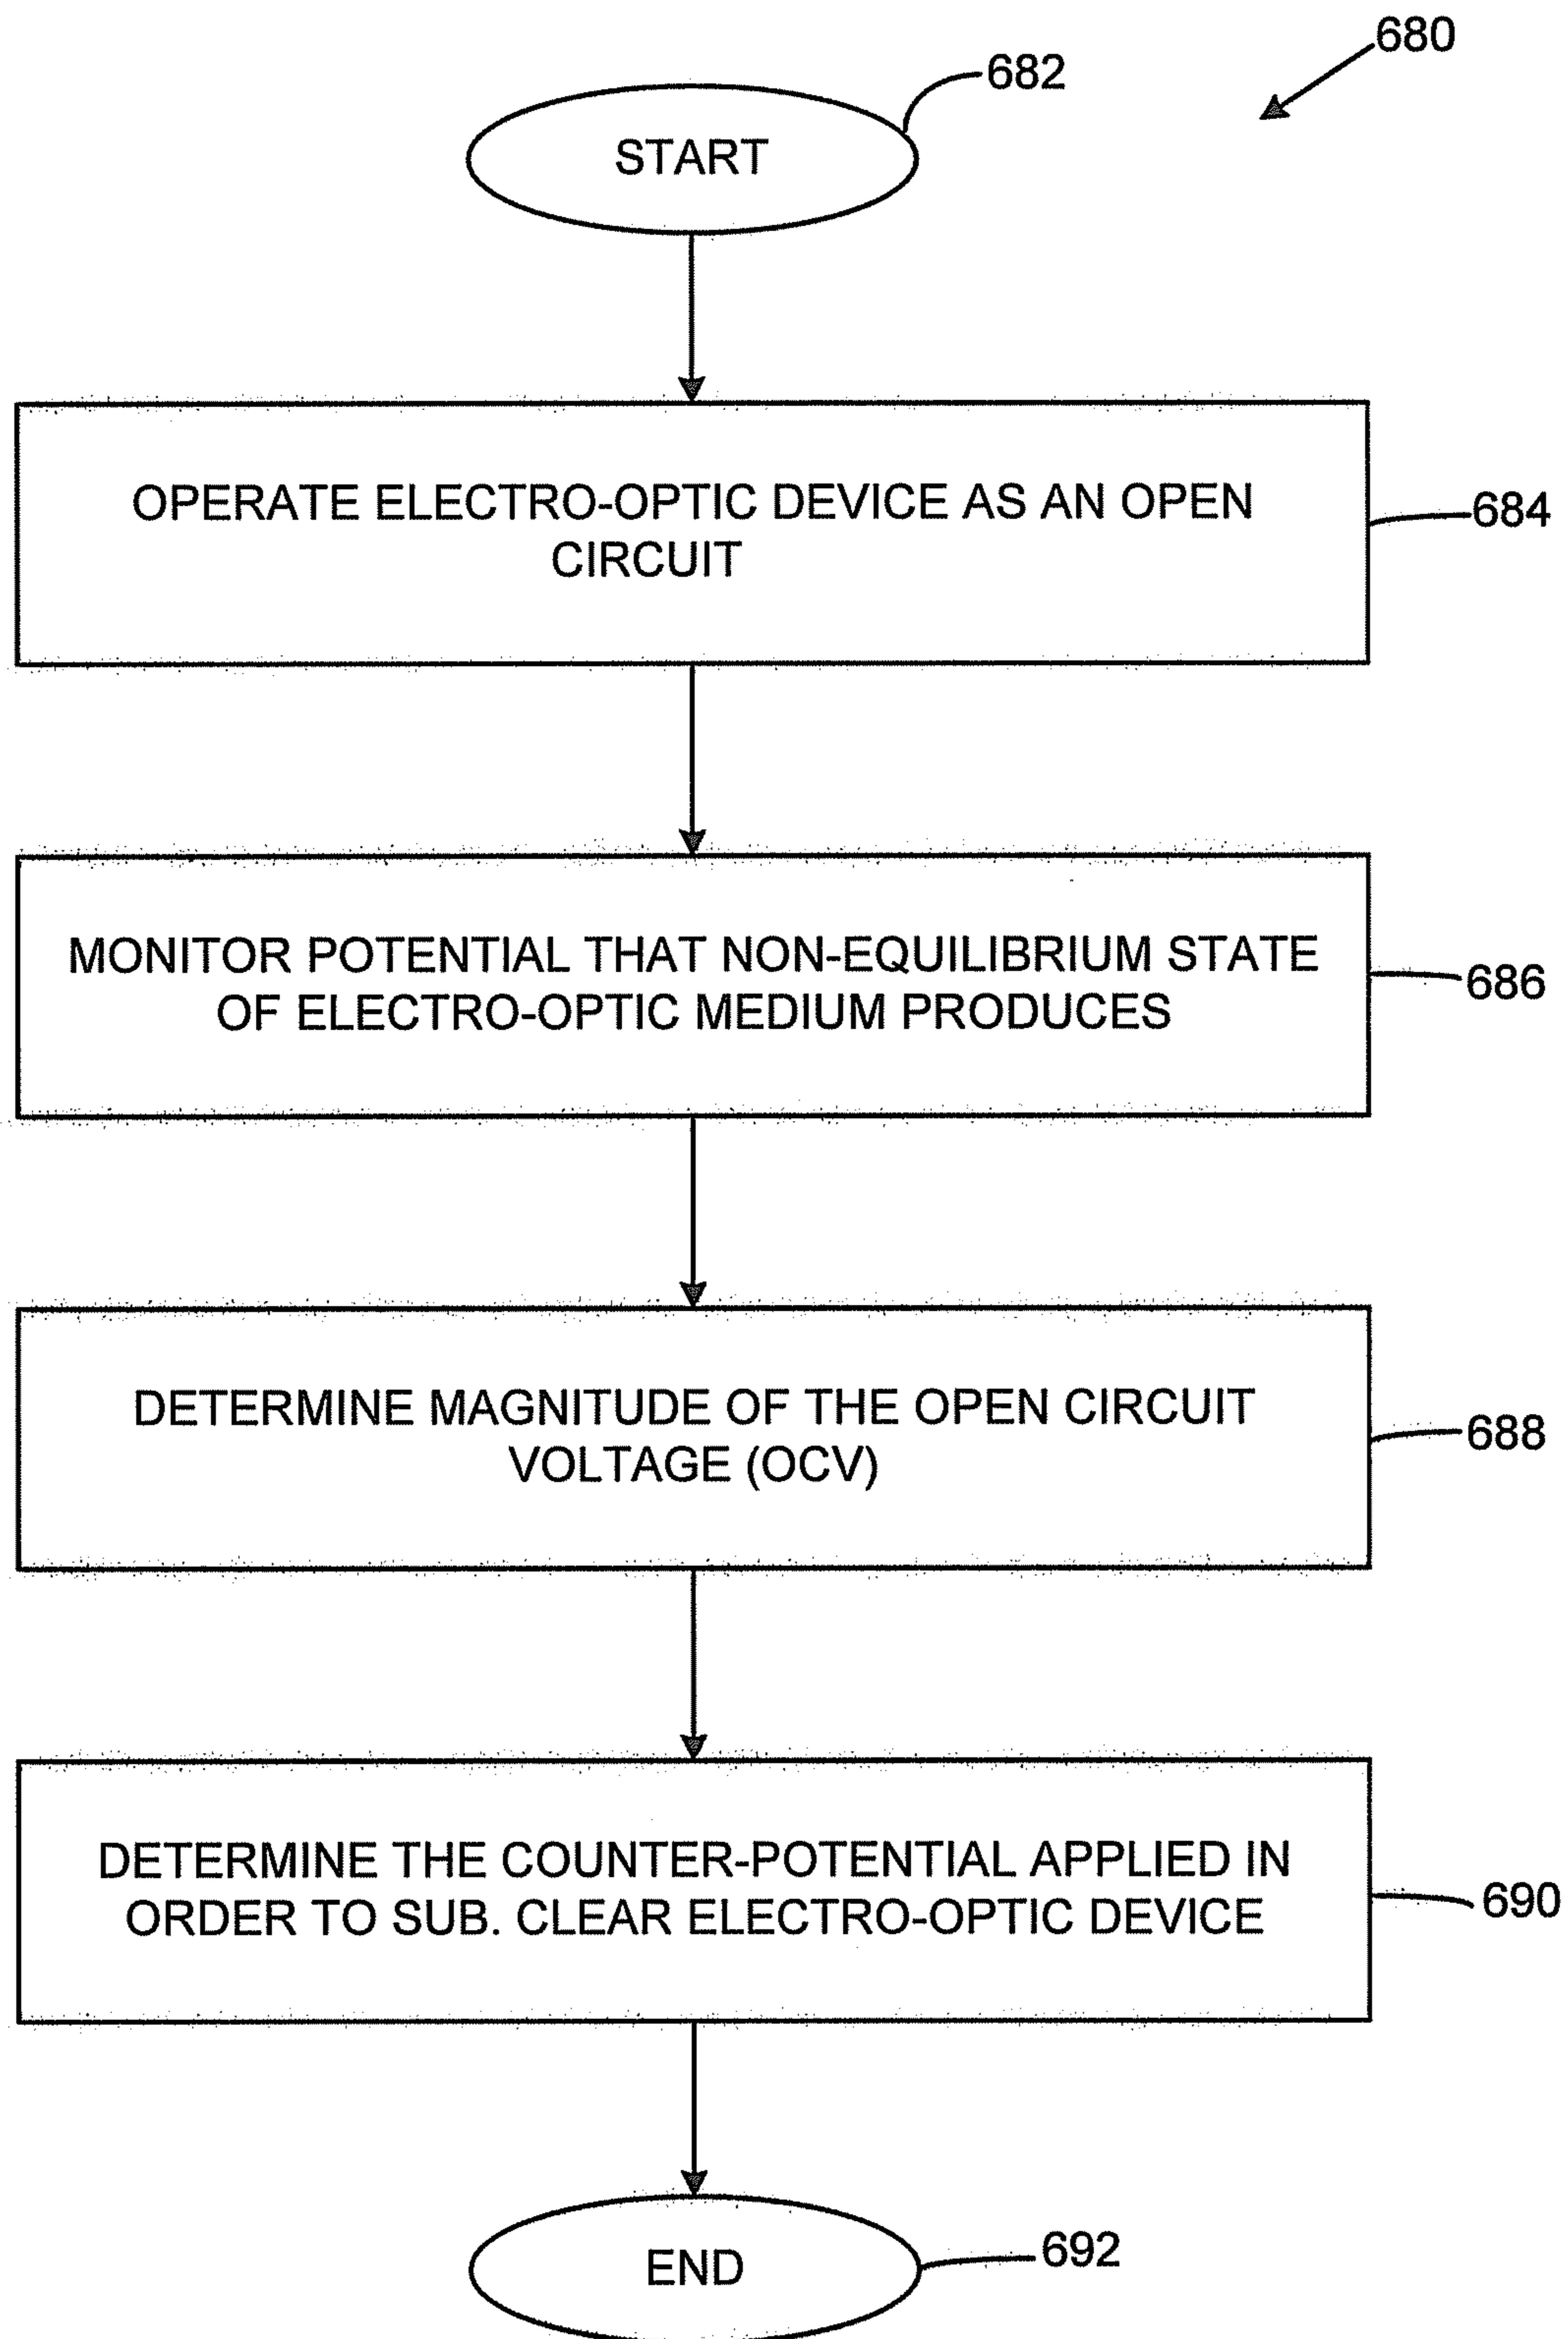 680
682
START
OPERATE ELECTRO-OPTIC DEVICE AS AN OPEN
CIRCUIT
684
MONITOR POTENTIAL THAT NON-EQUILIBRIUM STATE
OF ELECTRO-OPTIC MEDIUM PRODUCES
686
DETERMINE MAGNITUDE OF THE OPEN CIRCUIT
VOLTAGE (OCV)
688
DETERMINE THE COUNTER-POTENTIAL APPLIED IN
ORDER TO SUB. CLEAR ELECTRO-OPTIC DEVICE
690
END
692